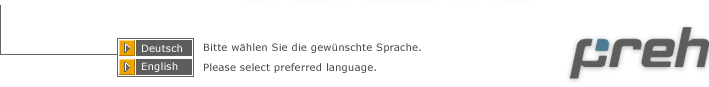 Deutsch Bitte wählen Sie die gewünschte Sprache.
English Please select preferred language.
preh